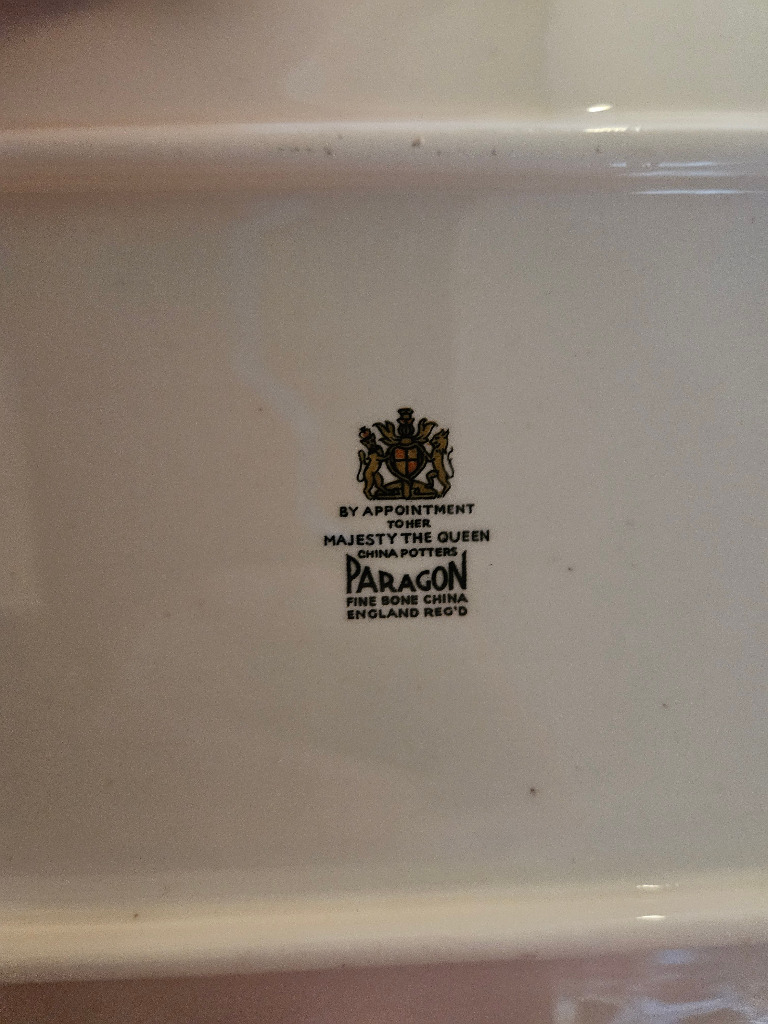 BY APPOINTMENT
TO HER
MAJESTY THE QUEEN
CHINA POTTERS
PARAGON
FINE BONE CHINA
ENGLAND REG'D